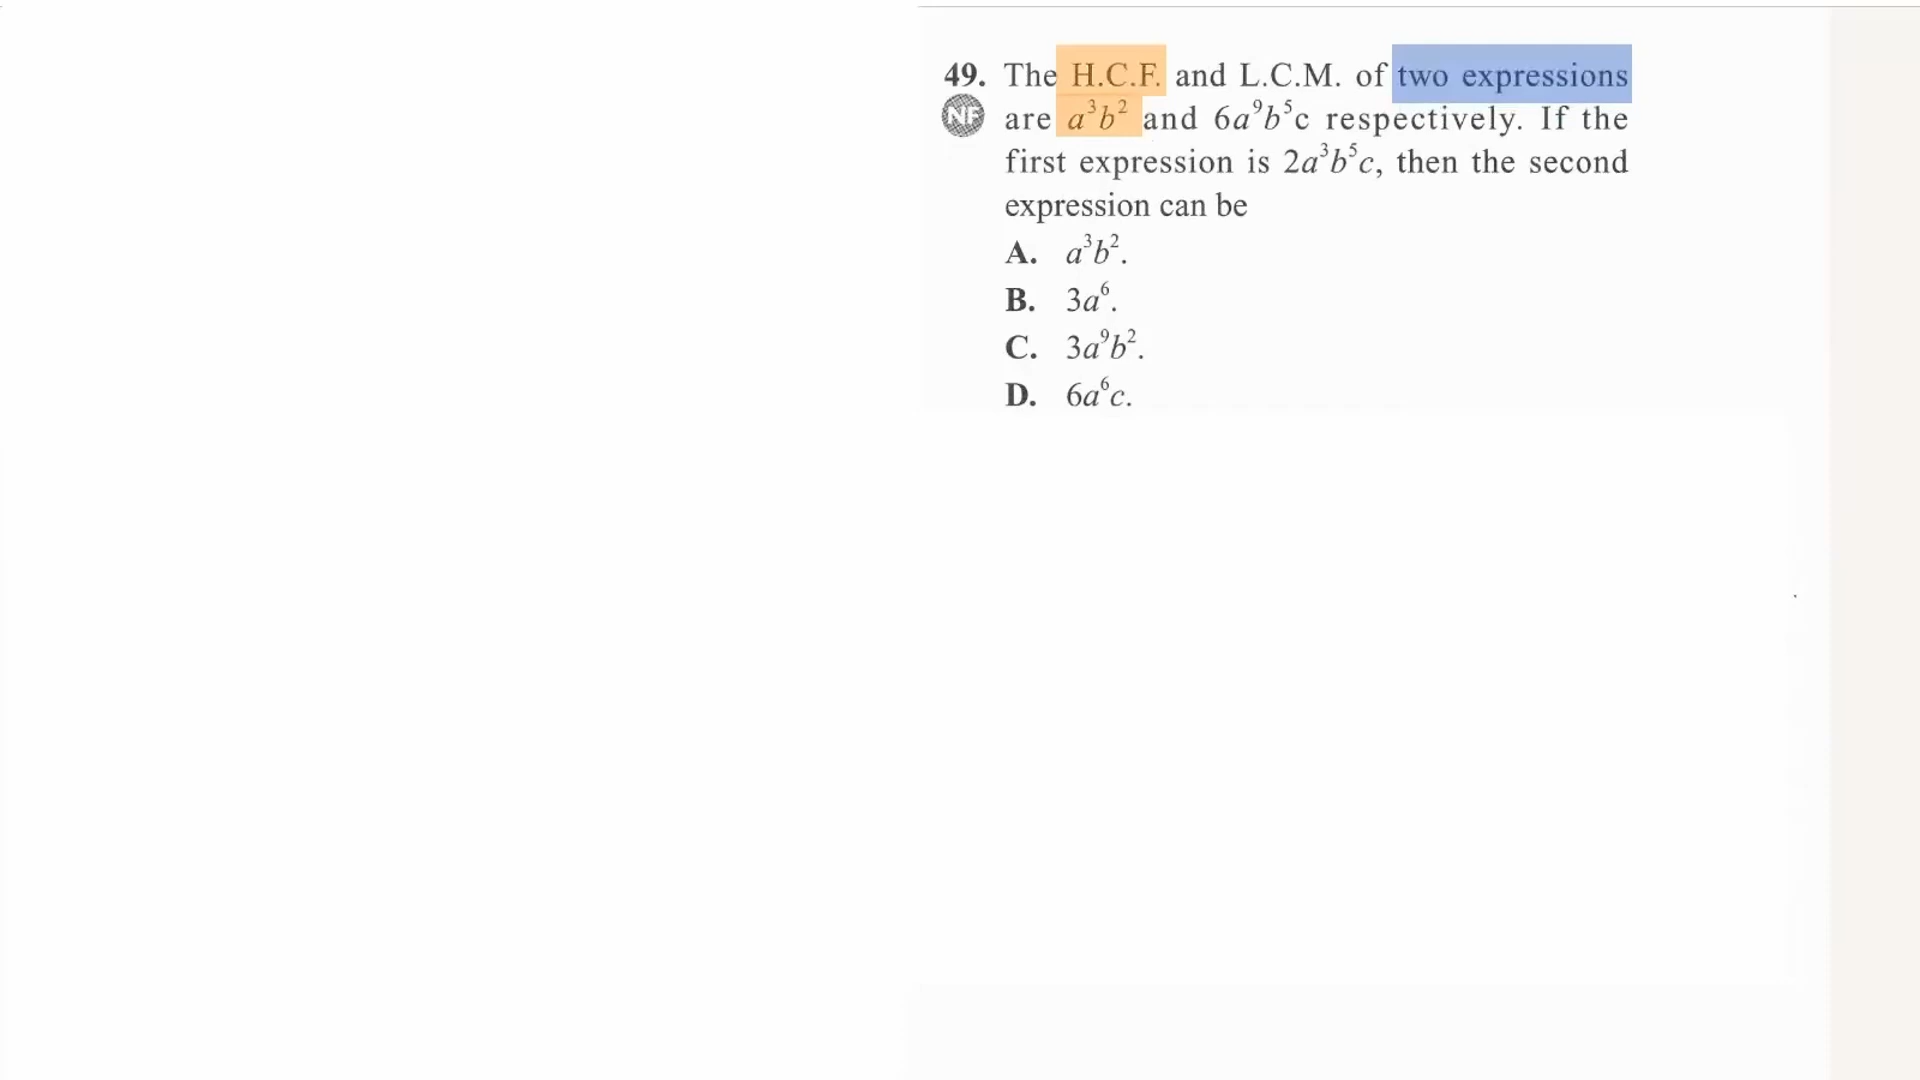 49. The H.C.F. and L.C.M. of two expressions
NF are a³b² and 6a⁹b⁵c respectively. If the
first expression is 2a³b⁵c, then the second
expression can be
A. a³b².
B. 3a⁶.
C. 3a⁹b².
D. 6a⁶c.